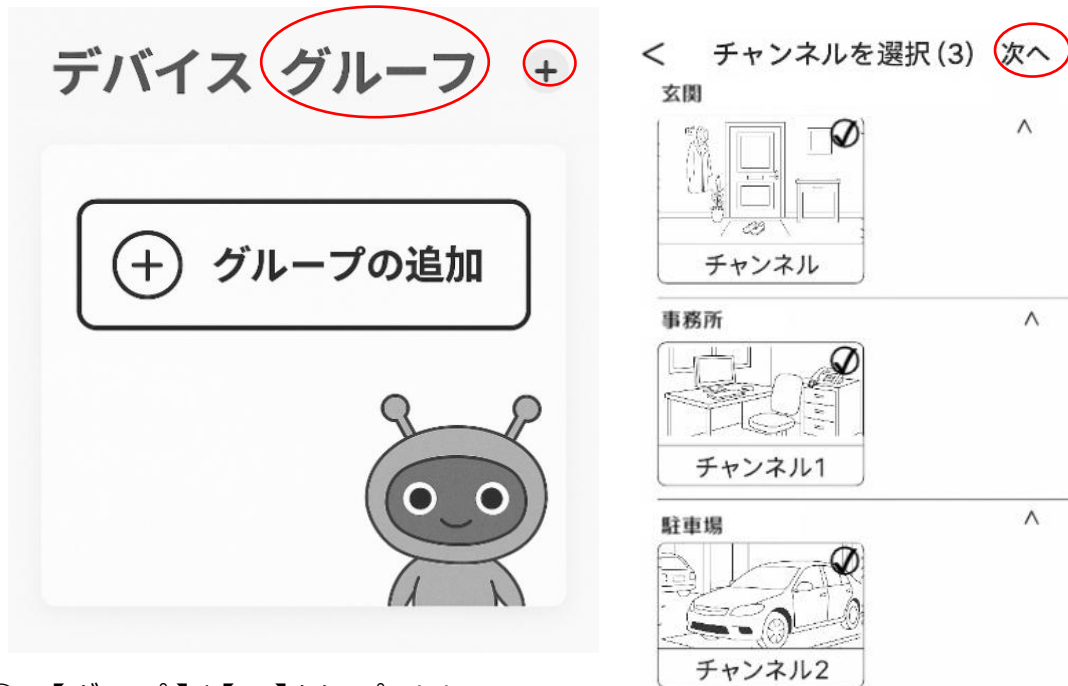 デバイス グループ +
グループの追加
< チャンネルを選択(3) 次へ
玄関
チャンネル
事務所
チャンネル1
駐車場
チャンネル2